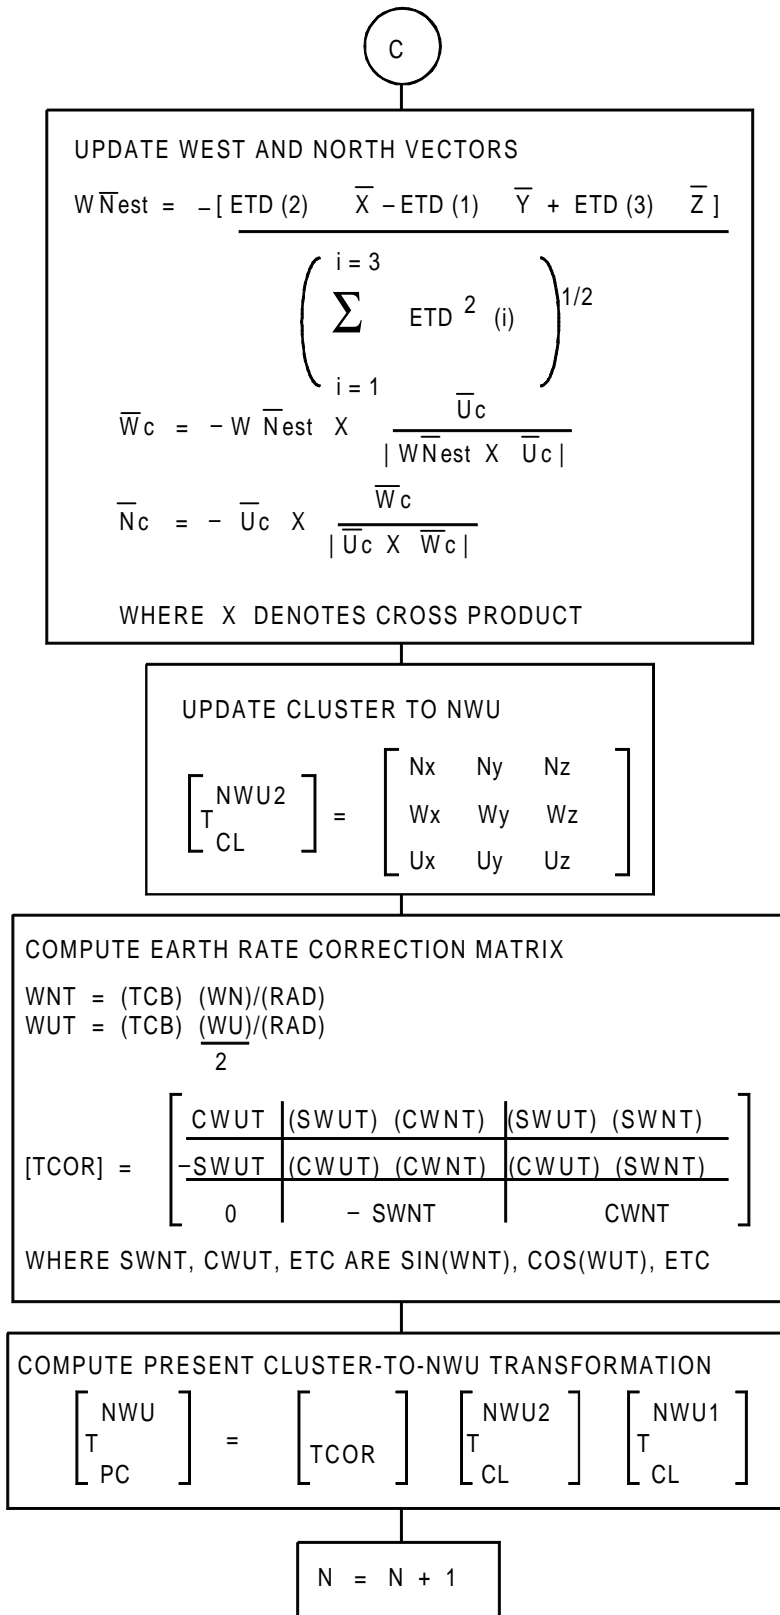 C
UPDATE WEST AND NORTH VECTORS
W N̅est = – [ ETD (2) X̅ – ETD (1) Y̅ + ETD (3) Z̅ ]
i = 3
Σ ETD 2 (i) 1/2
i = 1
U̅c
W̅c = – W N̅est X
| WN̅est X U̅c |
W̅c
N̅c = – U̅c X
| U̅c X W̅c |
WHERE X DENOTES CROSS PRODUCT
UPDATE CLUSTER TO NWU
Nx Ny Nz
NWU2
T = Wx Wy Wz
CL
Ux Uy Uz
COMPUTE EARTH RATE CORRECTION MATRIX
WNT = (TCB) (WN)/(RAD)
WUT = (TCB) (WU)/(RAD)
2
CWUT (SWUT) (CWNT) (SWUT) (SWNT)
[TCOR] = –SWUT (CWUT) (CWNT) (CWUT) (SWNT)
0 – SWNT CWNT
WHERE SWNT, CWUT, ETC ARE SIN(WNT), COS(WUT), ETC
COMPUTE PRESENT CLUSTER-TO-NWU TRANSFORMATION
NWU NWU2 NWU1
T = TCOR T T
PC CL CL
N = N + 1